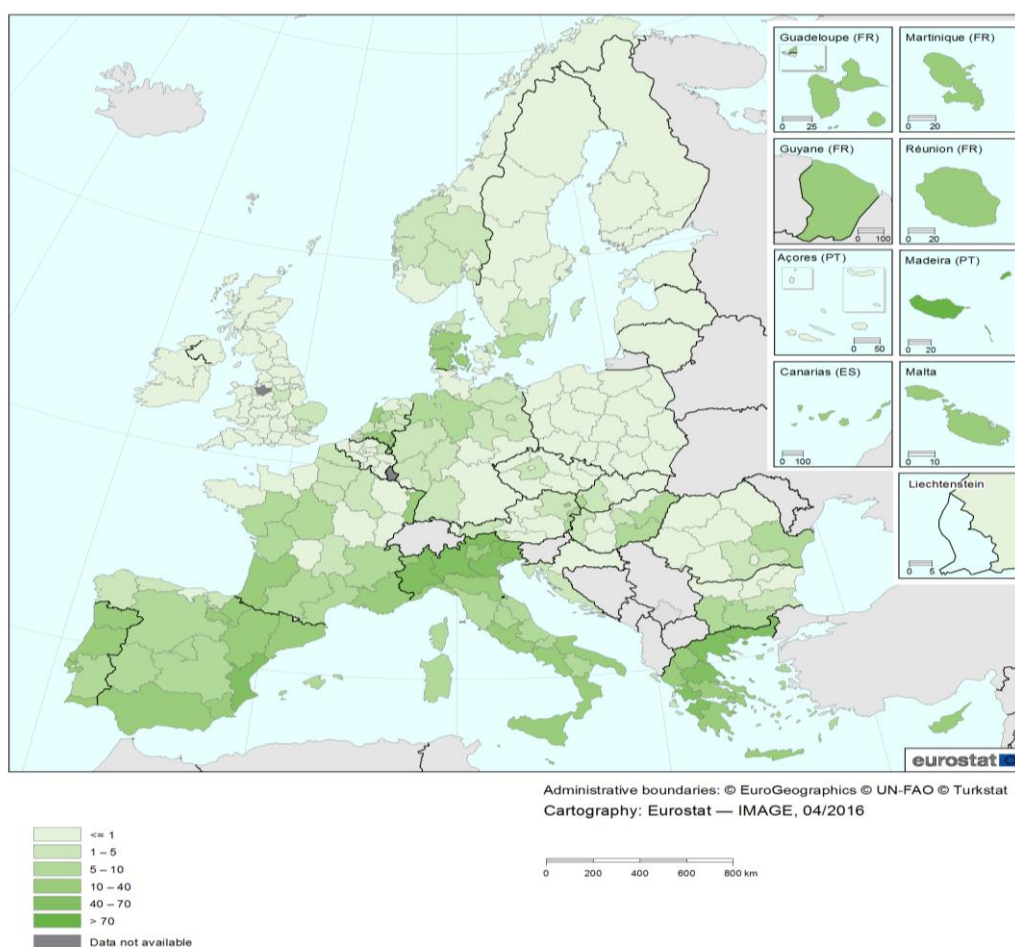 Guadeloupe (FR)
0 25
Martinique (FR)
0 20
Guyane (FR)
0 100
Réunion (FR)
0 20
Açores (PT)
0 50
Madeira (PT)
0 20
Canarias (ES)
0 100
Malta
0 10
Liechtenstein
0 5
eurostat
Administrative boundaries: © EuroGeographics © UN-FAO © Turkstat
Cartography: Eurostat — IMAGE, 04/2016
<= 1
1 – 5
5 – 10
10 – 40
40 – 70
> 70
Data not available
0 200 400 600 800 km